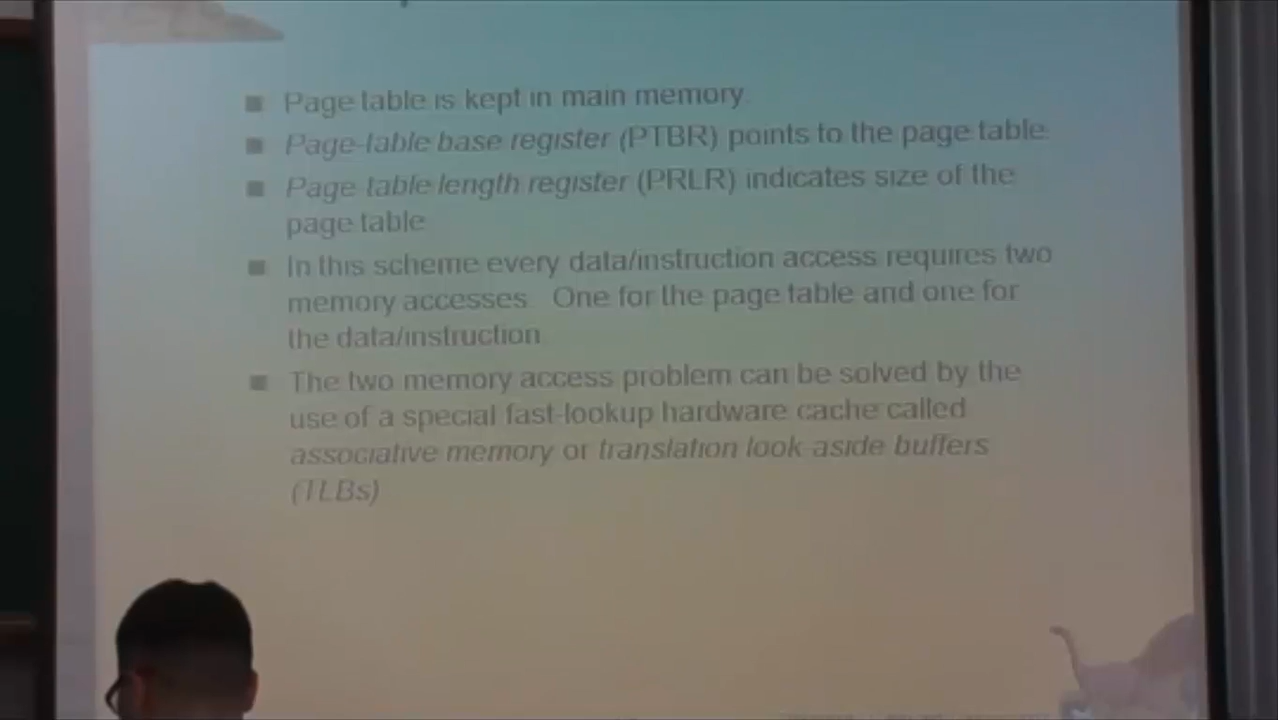 Page table is kept in main memory.
Page-table base register (PTBR) points to the page table.
Page-table length register (PRLR) indicates size of the
page table
In this scheme every data/instruction access requires two
memory accesses. One for the page table and one for
the data/instruction.
The two memory access problem can be solved by the
use of a special fast-lookup hardware cache called
associative memory or translation look-aside buffers
(TLBs)